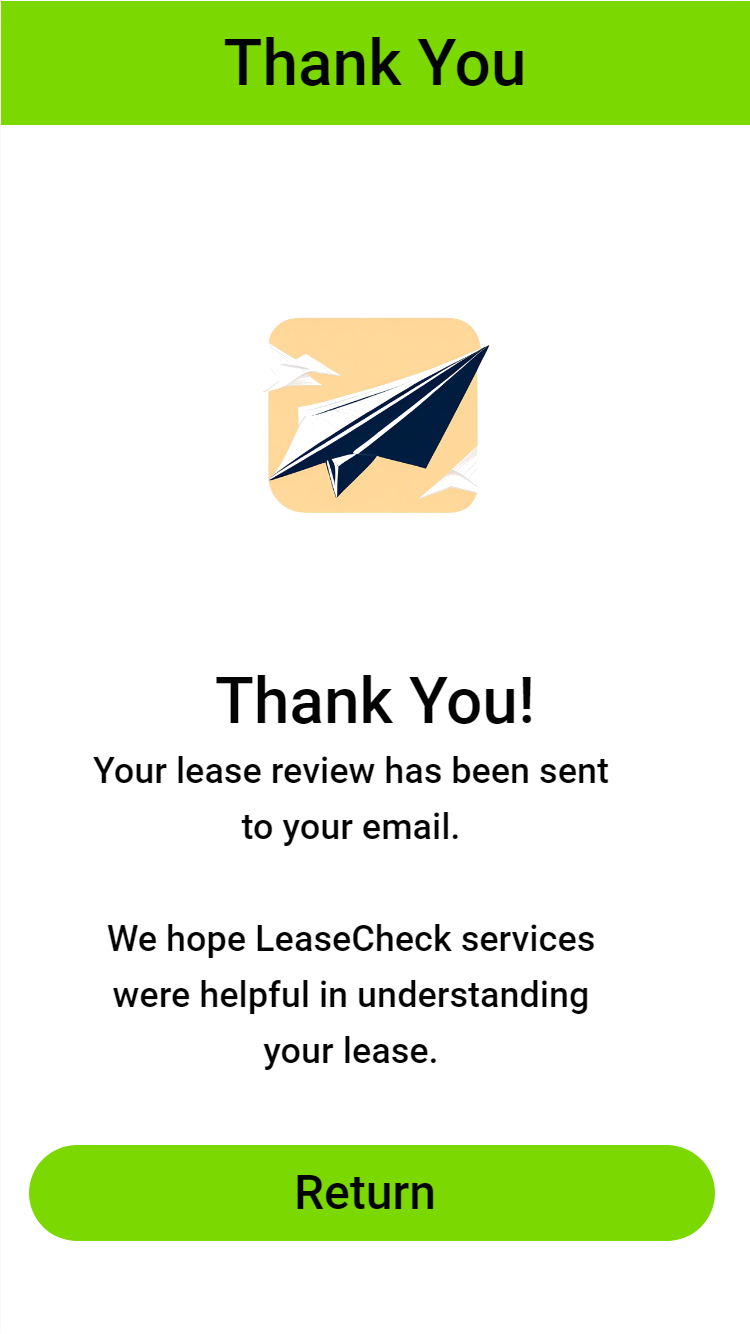 Thank You
Thank You!
Your lease review has been sent
to your email.
We hope LeaseCheck services
were helpful in understanding
your lease.
Return